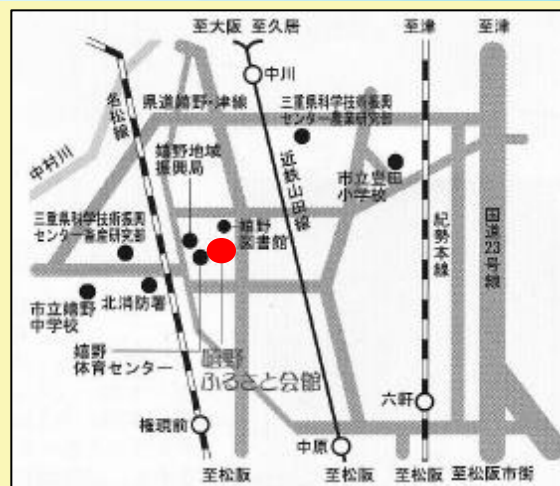 至大阪 至久居
至津
至津
中川
名松線
県道嬉野・津線
三重県科学技術振興
センター産業研究部
中村川
嬉野地域
振興局
近鉄山田線
市立豊田
小学校
紀勢本線
国道23号線
三重県科学技術振興
センター畜産研究部
嬉野
図書館
市立嬉野
中学校
北消防署
嬉野
体育センター
嬉野
ふるさと会館
権現前
中原
六軒
至松阪
至松阪
至松阪
至松阪市街